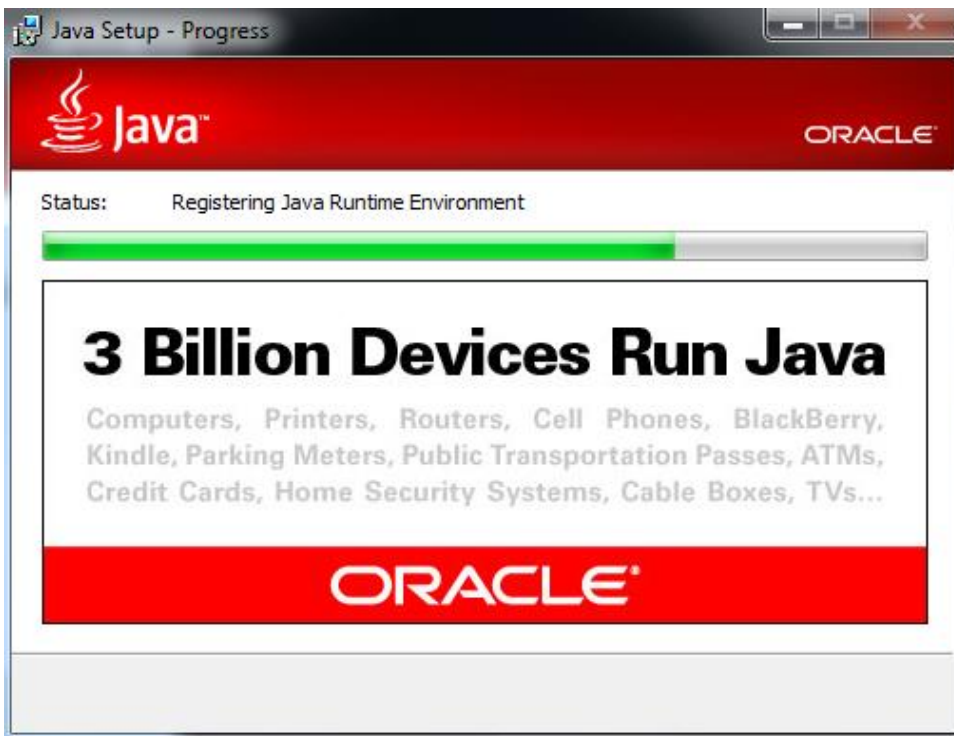 Java Setup - Progress
Java™
ORACLE®
Status: Registering Java Runtime Environment
3 Billion Devices Run Java
Computers, Printers, Routers, Cell Phones, BlackBerry,
Kindle, Parking Meters, Public Transportation Passes, ATMs,
Credit Cards, Home Security Systems, Cable Boxes, TVs...
ORACLE®